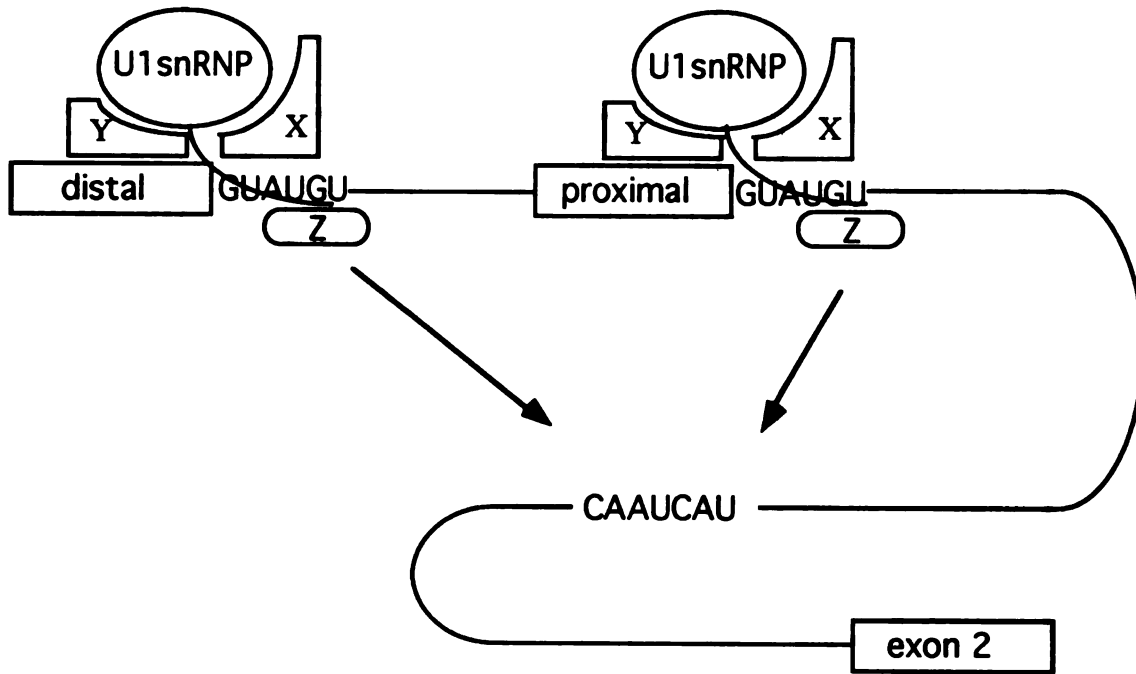 U1snRNP U1snRNP
Y X Y X
distal GUAUGU proximal GUAUGU
Z Z
CAAUCAU
exon 2